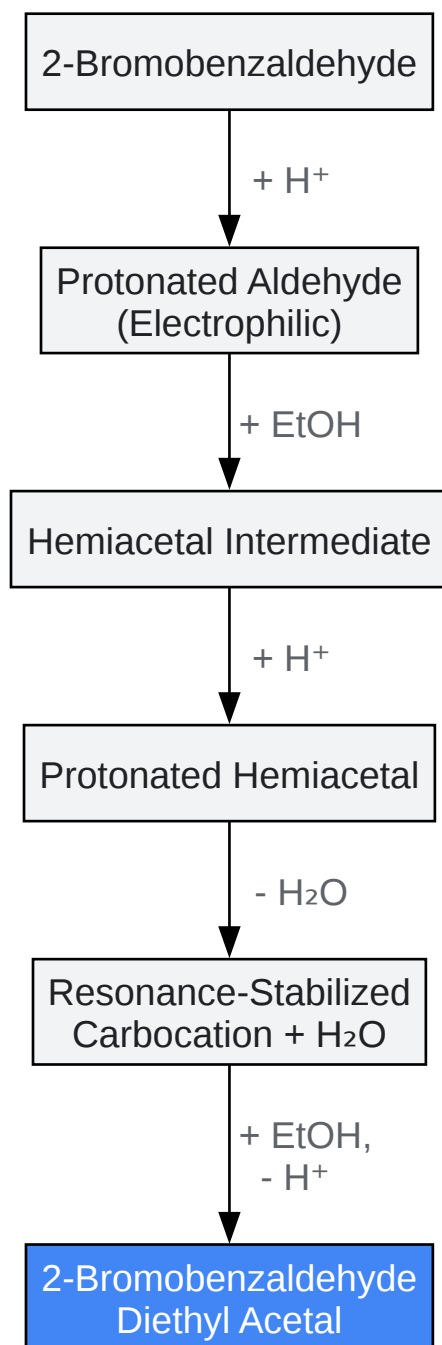 2-Bromobenzaldehyde
+ H⁺
Protonated Aldehyde
(Electrophilic)
+ EtOH
Hemiacetal Intermediate
+ H⁺
Protonated Hemiacetal
- H₂O
Resonance-Stabilized
Carbocation + H₂O
+ EtOH,
- H⁺
2-Bromobenzaldehyde
Diethyl Acetal